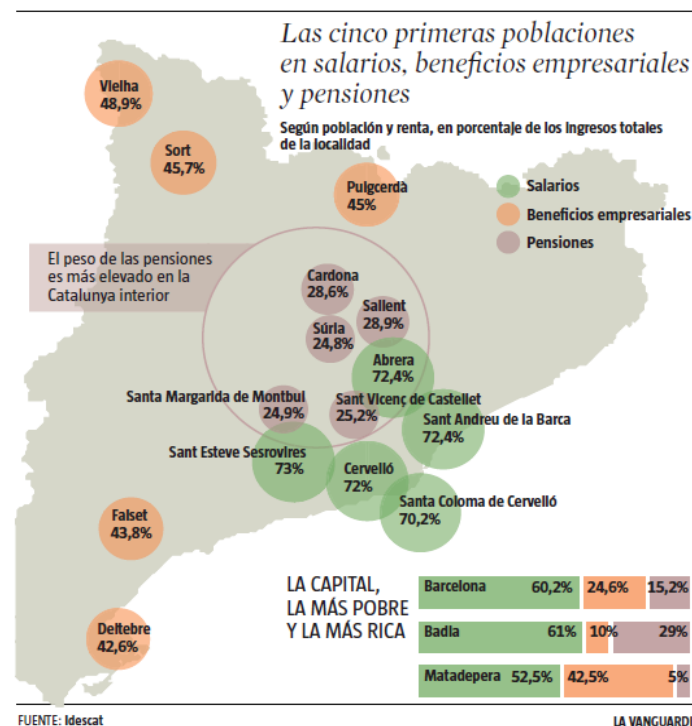 Las cinco primeras poblaciones
en salarios, beneficios empresariales
y pensiones
Según población y renta, en porcentaje de los ingresos totales
de la localidad
Salarios
Beneficios empresariales
Pensiones
Vielha
48,9%
Sort
45,7%
Puigcerdà
45%
El peso de las pensiones
es más elevado en la
Catalunya interior
Cardona
28,6%
Sallent
28,9%
Súria
24,8%
Abrera
72,4%
Santa Margarida de Montbui
24,9%
Sant Vicenç de Castellet
25,2%
Sant Andreu de la Barca
72,4%
Sant Esteve Sesrovires
73%
Cervelló
72%
Santa Coloma de Cervelló
70,2%
Falset
43,8%
Deltebre
42,6%
LA CAPITAL,
LA MÁS POBRE
Y LA MÁS RICA
Barcelona 60,2% 24,6% 15,2%
Badia 61% 10% 29%
Matadepera 52,5% 42,5% 5%
FUENTE: Idescat
LA VANGUARDI